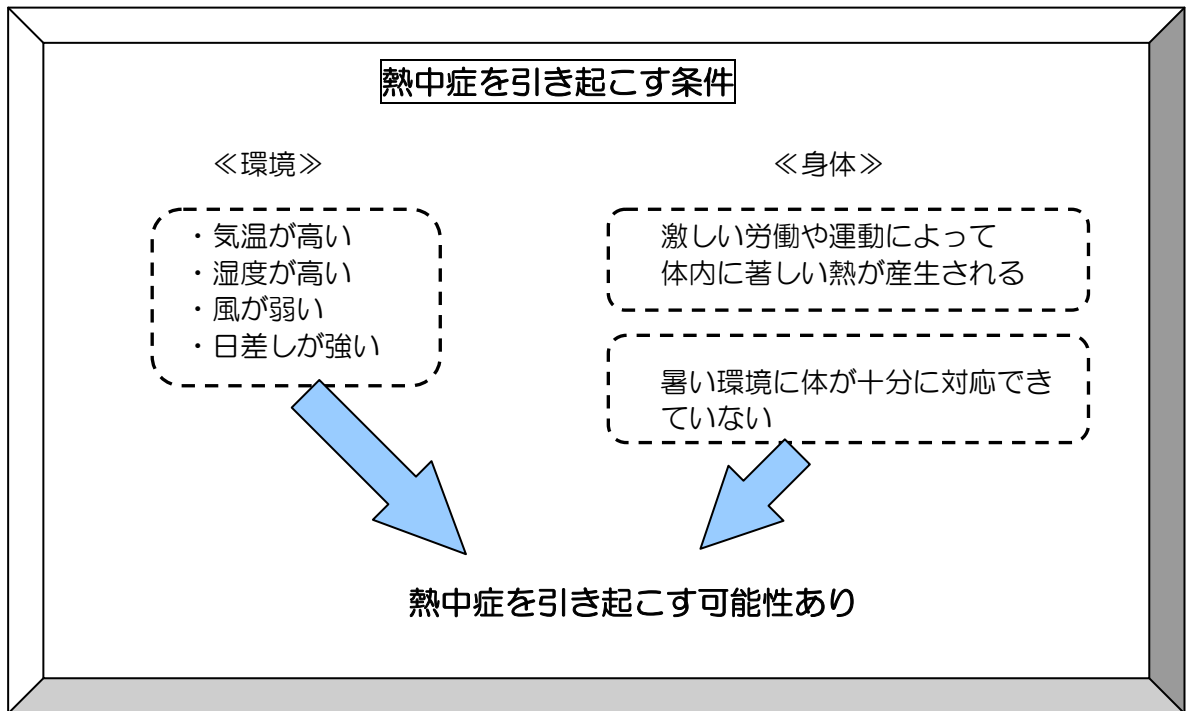 熱中症を引き起こす条件
≪環境≫
・気温が高い
・湿度が高い
・風が弱い
・日差しが強い
≪身体≫
激しい労働や運動によって
体内に著しい熱が産生される
暑い環境に体が十分に対応でき
ていない
熱中症を引き起こす可能性あり